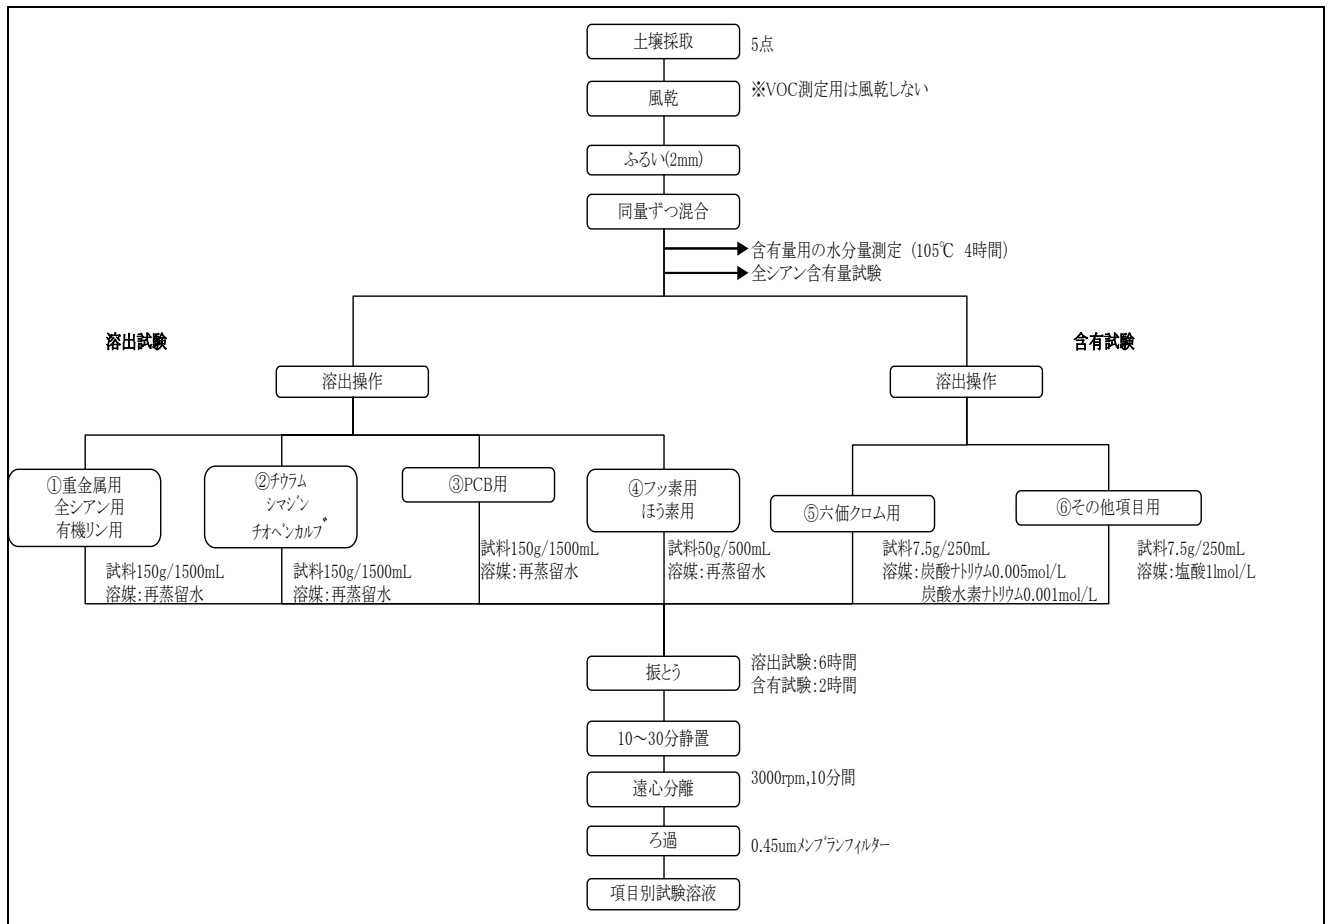 土壌採取
5点
風乾
※VOC測定用は風乾しない
ふるい(2mm)
同量ずつ混合
含有量用の水分量測定 (105℃ 4時間)
全シアン含有量試験
溶出試験
含有試験
溶出操作
溶出操作
①重金属用
全シアン用
有機リン用
②チウラム
シマジン
チオベンカルブ
③PCB用
④フッ素用
ほう素用
⑤六価クロム用
⑥その他項目用
試料150g/1500mL
溶媒:再蒸留水
試料150g/1500mL
溶媒:再蒸留水
試料150g/1500mL
溶媒:再蒸留水
試料50g/500mL
溶媒:再蒸留水
試料7.5g/250mL
溶媒:炭酸ナトリウム0.005mol/L
炭酸水素ナトリウム0.001mol/L
試料7.5g/250mL
溶媒:塩酸1lmol/L
振とう
溶出試験:6時間
含有試験:2時間
10～30分静置
遠心分離
3000rpm,10分間
ろ過
0.45umメンブランフィルター
項目別試験溶液